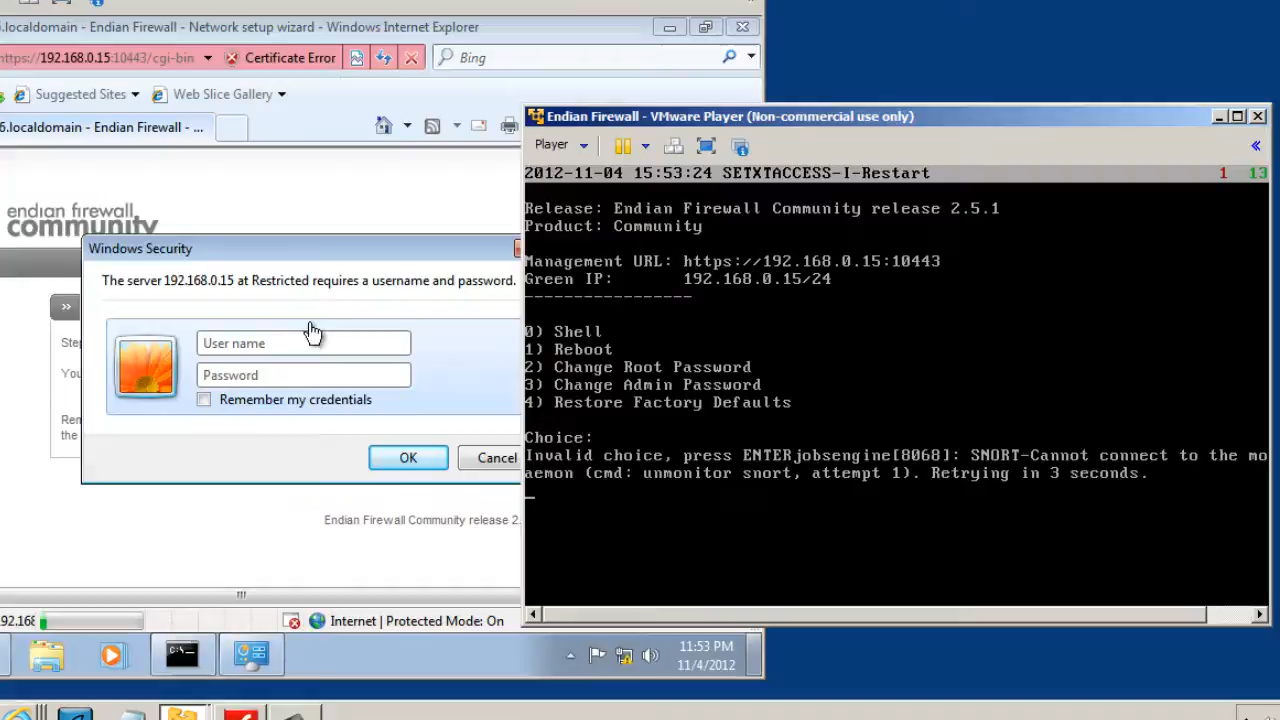 .localdomain - Endian Firewall - Network setup wizard - Windows Internet Explorer
https://192.168.0.15:10443/cgi-bin
Certificate Error
Bing
Suggested Sites
Web Slice Gallery
6.localdomain - Endian Firewall - ...
endian firewall
community
Windows Security
The server 192.168.0.15 at Restricted requires a username and password.
>>
User name
Password
Remember my credentials
OK
Cancel
Endian Firewall Community release 2.
Internet | Protected Mode: On
11:53 PM
11/4/2012
Endian Firewall - VMware Player (Non-commercial use only)
Player
«
2012-11-04 15:53:24 SETXTACCESS-I-Restart 1 13
Release: Endian Firewall Community release 2.5.1
Product: Community
Management URL: https://192.168.0.15:10443
Green IP: 192.168.0.15/24
-----------------
0) Shell
1) Reboot
2) Change Root Password
3) Change Admin Password
4) Restore Factory Defaults
Choice:
Invalid choice, press ENTERjobsengine[8068]: SNORT-Cannot connect to the mo
aemon (cmd: unmonitor snort, attempt 1). Retrying in 3 seconds.